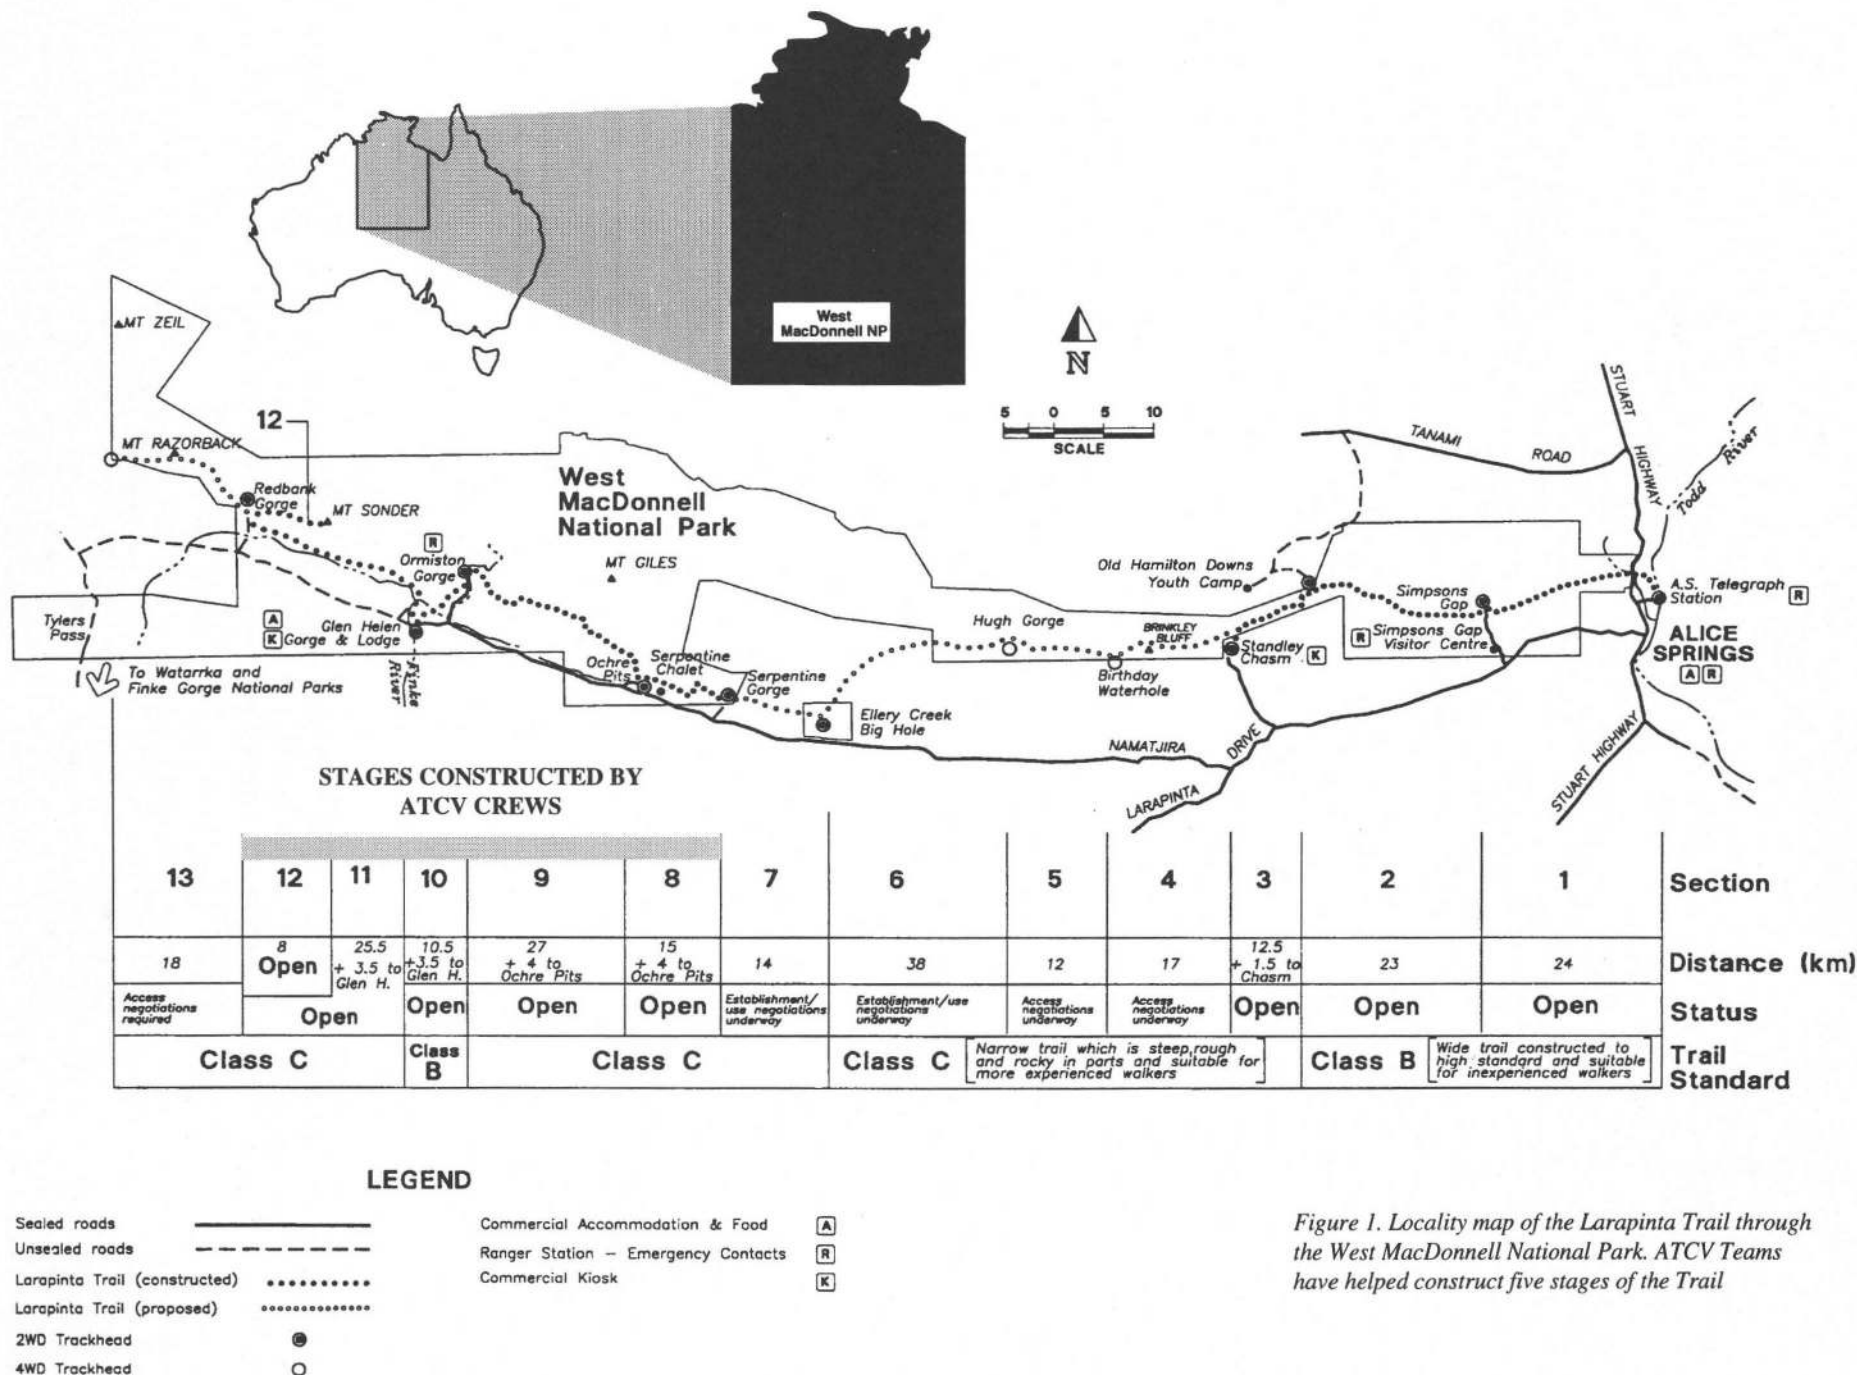 West
MacDonnell NP
N
5 0 5 10
SCALE
MT ZEIL
12
MT RAZORBACK
Redbank
Gorge
MT SONDER
West
MacDonnell
National Park
R
Ormiston
Gorge
MT GILES
STUART
HIGHWAY
TANAMI
ROAD
Todd
River
Old Hamilton Downs
Youth Camp
Simpsons
Gap
A.S. Telegraph
Station
R
Tylers
Pass
A
K
Glen Helen
Gorge & Lodge
Finke
River
To Watarrka and
Finke Gorge National Parks
Ochre
Pits
Serpentine
Chalet
Serpentine
Gorge
Ellery Creek
Big Hole
Hugh Gorge
BRINKLEY
BLUFF
Birthday
Waterhole
Standley
Chasm
K
R
Simpsons Gap
Visitor Centre
ALICE
SPRINGS
A R
NAMATJIRA
DRIVE
LARAPINTA
STUART HIGHWAY
STAGES CONSTRUCTED BY
ATCV CREWS
13 12 11 10 9 8 7 6 5 4 3 2 1 Section
18
8
Open
25.5
+ 3.5 to
Glen H.
10.5
+3.5 to
Glen H.
27
+ 4 to
Ochre Pits
15
+ 4 to
Ochre Pits
14
38
12
17
12.5
+ 1.5 to
Chasm
23
24
Distance (km)
Access
negotiations
required
Open
Open
Open
Open
Establishment/
use negotiations
underway
Establishment/use
negotiations
underway
Access
negotiations
underway
Access
negotiations
underway
Open
Open
Open
Status
Class C
Class
B
Class C
Class C
Narrow trail which is steep,rough
and rocky in parts and suitable for
more experienced walkers
Class B
Wide trail constructed to
high standard and suitable
for inexperienced walkers
Trail
Standard
LEGEND
Sealed roads
Unsealed roads
Larapinta Trail (constructed)
Larapinta Trail (proposed)
2WD Trackhead
4WD Trackhead
Commercial Accommodation & Food A
Ranger Station – Emergency Contacts R
Commercial Kiosk K
Figure 1. Locality map of the Larapinta Trail through
the West MacDonnell National Park. ATCV Teams
have helped construct five stages of the Trail